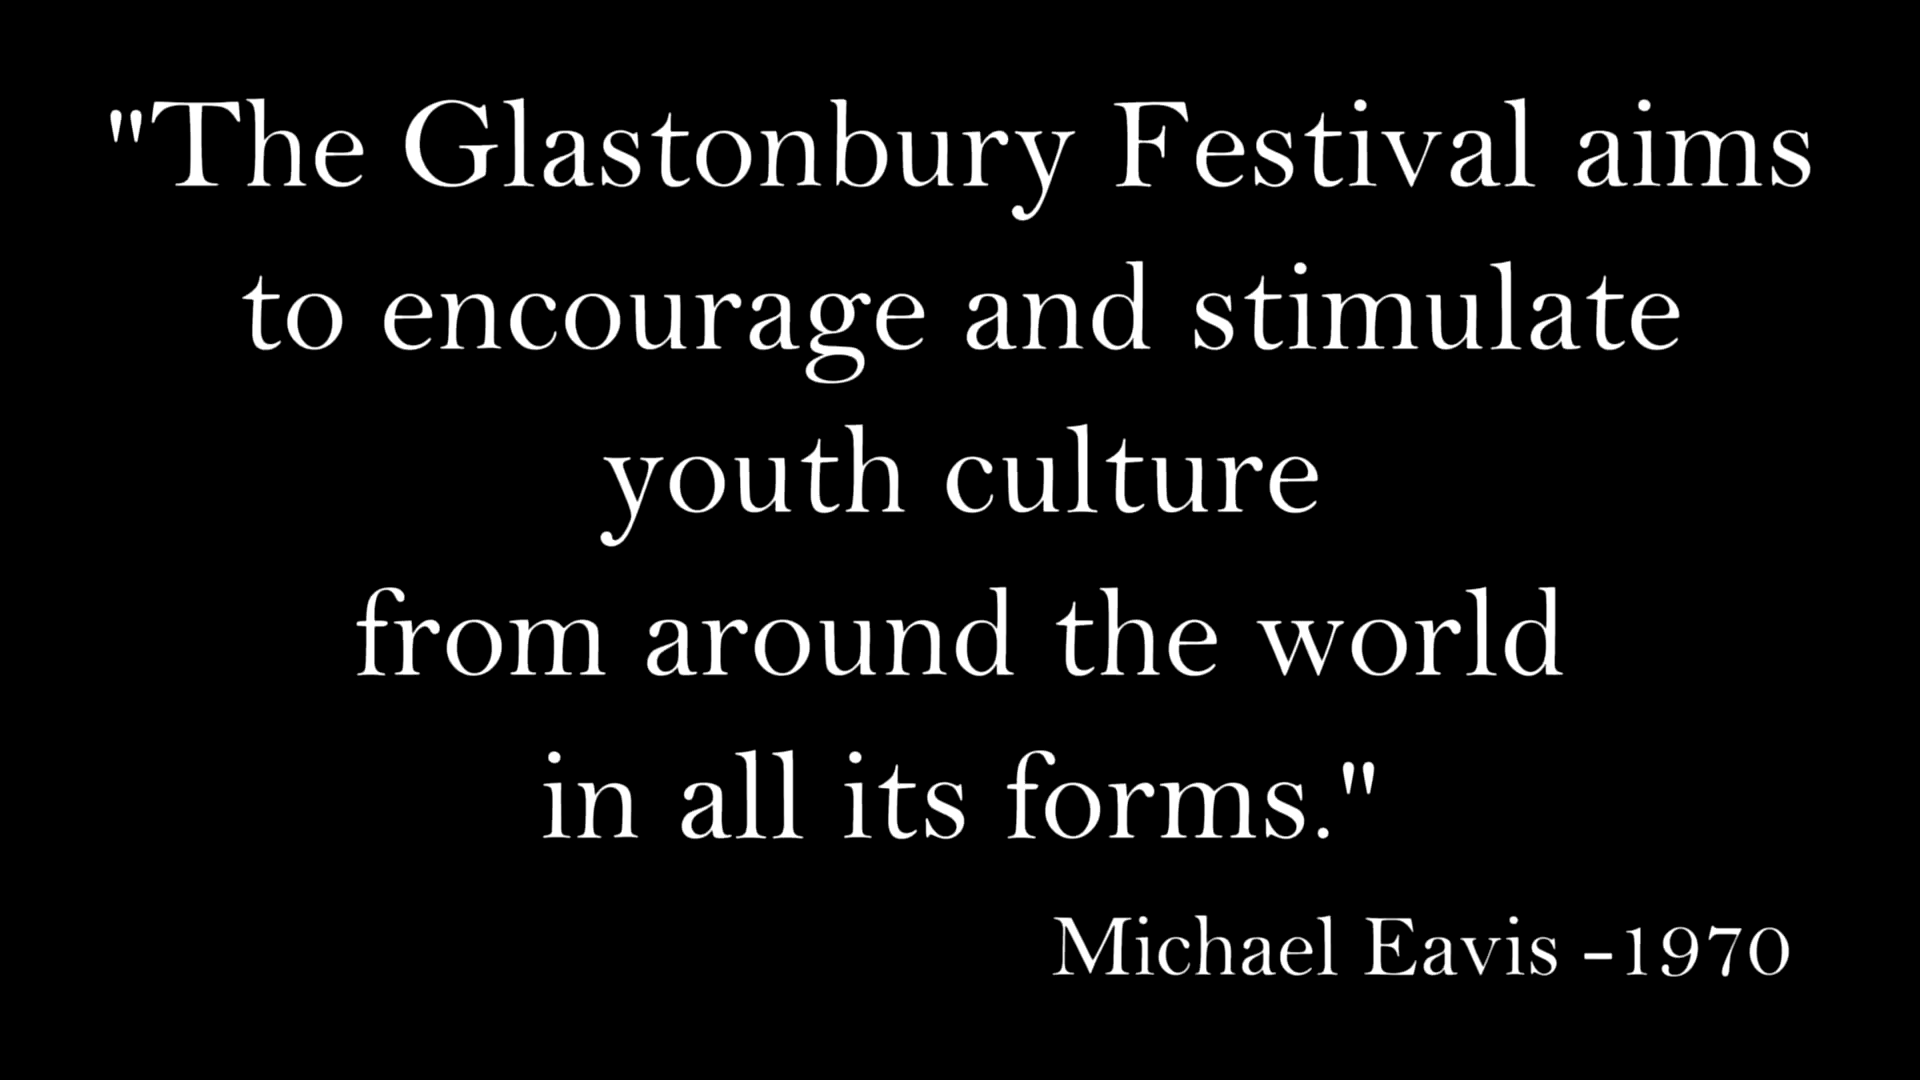 "The Glastonbury Festival aims
to encourage and stimulate
youth culture
from around the world
in all its forms."
Michael Eavis -1970